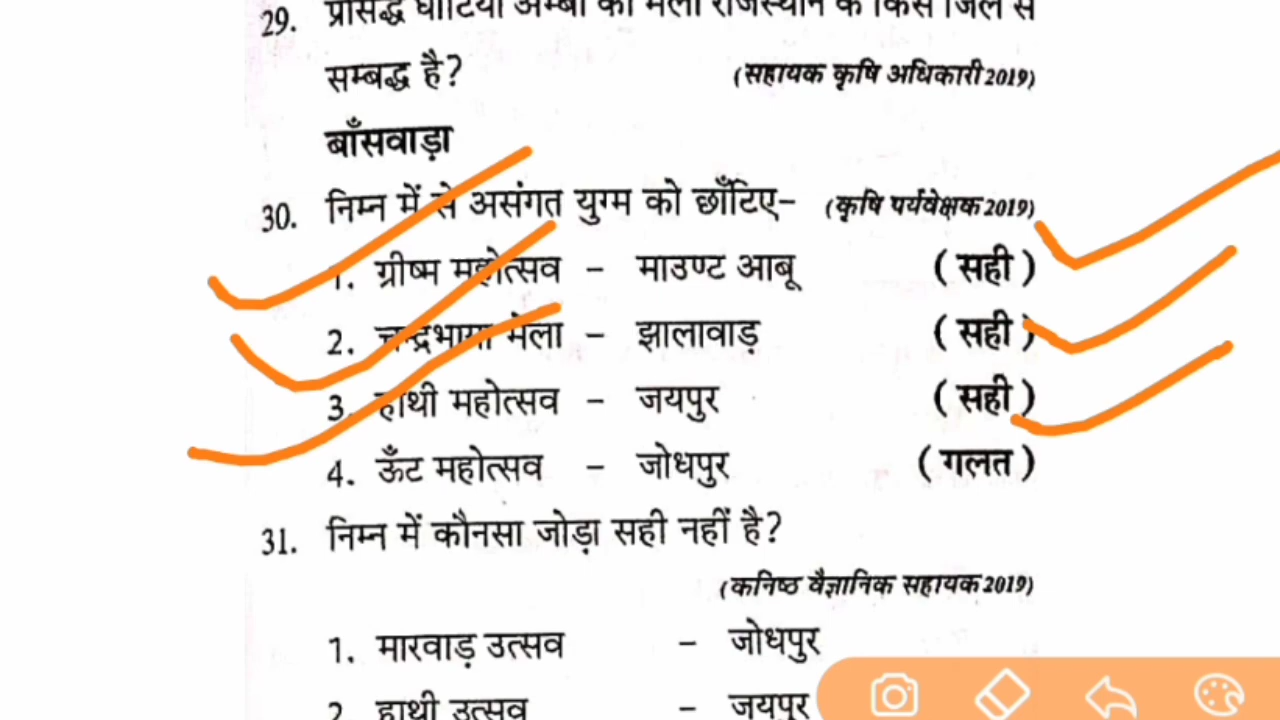 29. प्रसिद्ध घोटिया अम्बा का मेला राजस्थान के किस जिले से
सम्बद्ध है? (सहायक कृषि अधिकारी 2019)
बाँसवाड़ा
30. निम्न में से असंगत युग्म को छाँटिए- (कृषि पर्यवेक्षक 2019)
1. ग्रीष्म महोत्सव - माउण्ट आबू (सही)
2. चन्द्रभागा मेला - झालावाड़ (सही)
3. हाथी महोत्सव - जयपुर (सही)
4. ऊँट महोत्सव - जोधपुर (गलत)
31. निम्न में कौनसा जोड़ा सही नहीं है?
(कनिष्ठ वैज्ञानिक सहायक 2019)
1. मारवाड़ उत्सव - जोधपुर
2. हाथी उत्सव - जयपुर